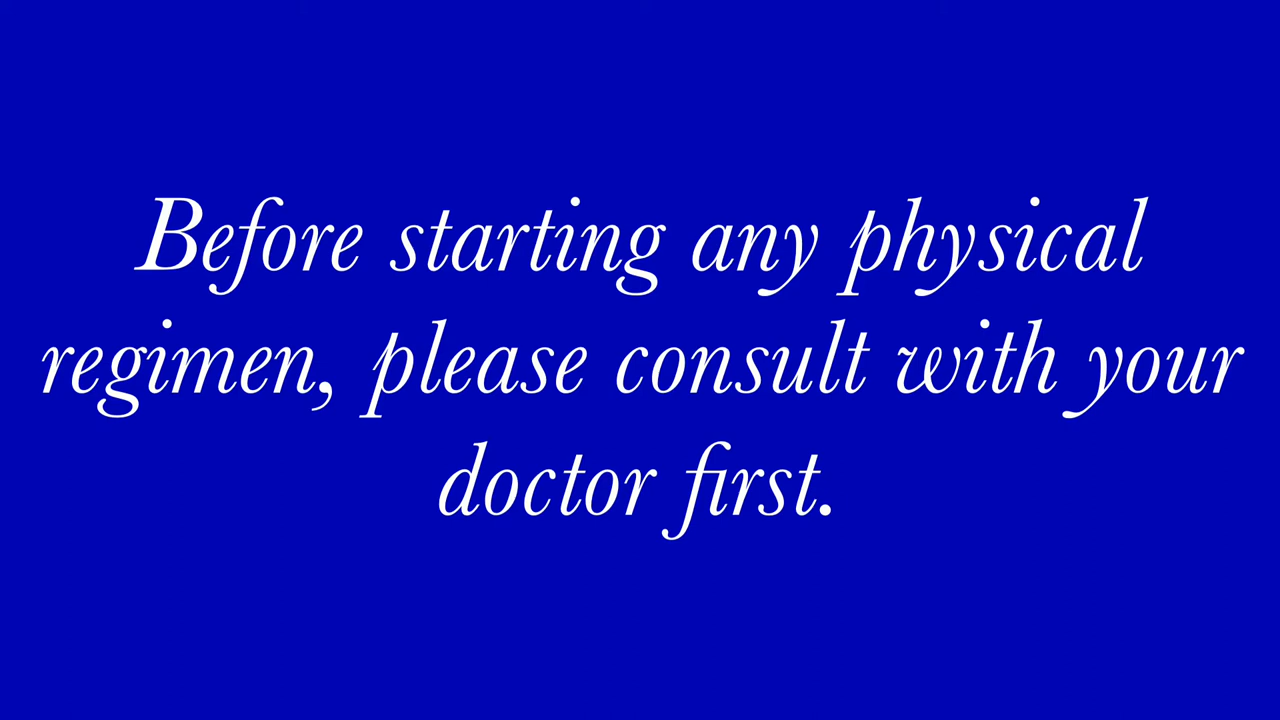 Before starting any physical
regimen, please consult with your
doctor first.